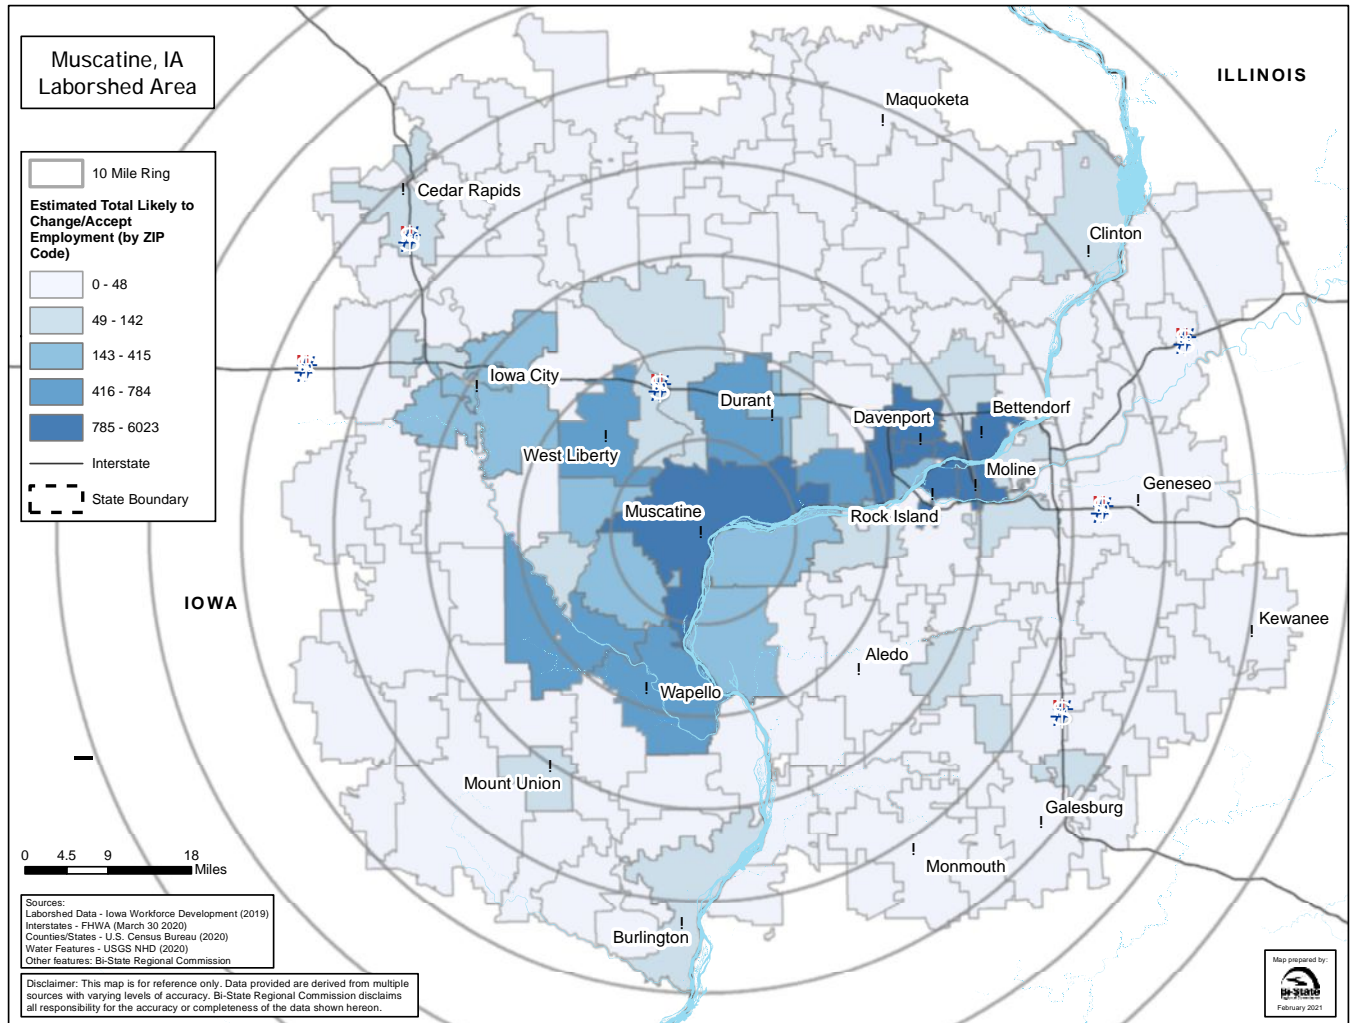 Muscatine, IA
Laborshed Area
10 Mile Ring
Estimated Total Likely to
Change/Accept
Employment (by ZIP
Code)
0 - 48
49 - 142
143 - 415
416 - 784
785 - 6023
Interstate
State Boundary
ILLINOIS
Maquoketa
Cedar Rapids
Clinton
Iowa City
Durant
Davenport
Bettendorf
West Liberty
Moline
Geneseo
Muscatine
Rock Island
IOWA
Kewanee
Aledo
Wapello
Mount Union
Galesburg
Monmouth
Burlington
0 4.5 9 18
Miles
Sources:
Laborshed Data - Iowa Workforce Development (2019)
Interstates - FHWA (March 30 2020)
Counties/States - U.S. Census Bureau (2020)
Water Features - USGS NHD (2020)
Other features: Bi-State Regional Commission
Disclaimer: This map is for reference only. Data provided are derived from multiple
sources with varying levels of accuracy. Bi-State Regional Commission disclaims
all responsibility for the accuracy or completeness of the data shown hereon.
Map prepared by:
Bi-State
Regional Commission
February 2021